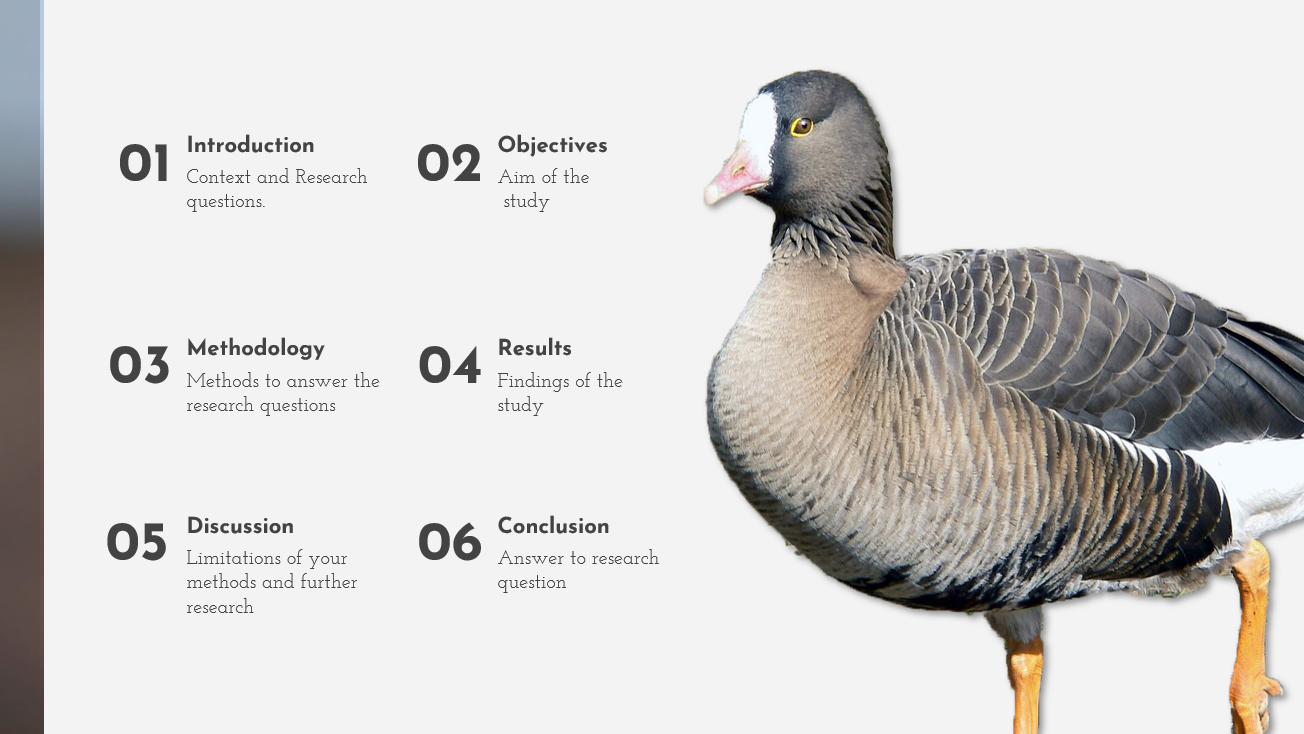 01
Introduction
Context and Research
questions.
02
Objectives
Aim of the
study
03
Methodology
Methods to answer the
research questions
04
Results
Findings of the
study
05
Discussion
Limitations of your
methods and further
research
06
Conclusion
Answer to research
question